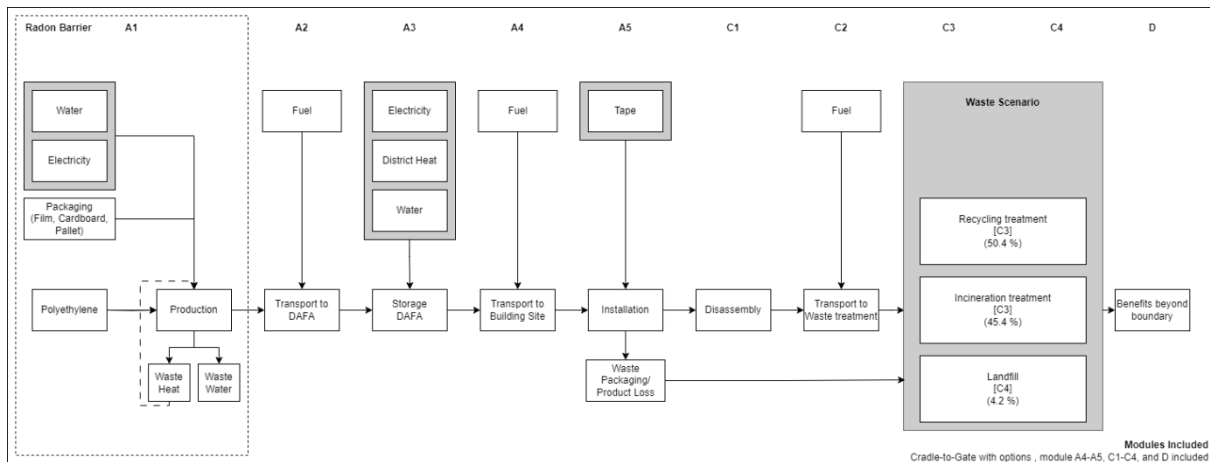 Radon Barrier A1 A2 A3 A4 A5 C1 C2 C3 C4 D
Water
Electricity
Packaging
(Film, Cardboard,
Pallet)
Polyethylene
Production
Waste
Heat
Waste
Water
Fuel
Transport to
DAFA
Electricity
District Heat
Water
Storage
DAFA
Fuel
Transport to
Building Site
Tape
Installation
Waste
Packaging/
Product Loss
Disassembly
Fuel
Transport to
Waste treatment
Waste Scenario
Recycling treatment
[C3]
(50.4 %)
Incineration treatment
[C3]
(45.4 %)
Landfill
[C4]
(4.2 %)
Benefits beyond
boundary
Modules Included
Cradle-to-Gate with options , module A4-A5, C1-C4, and D included